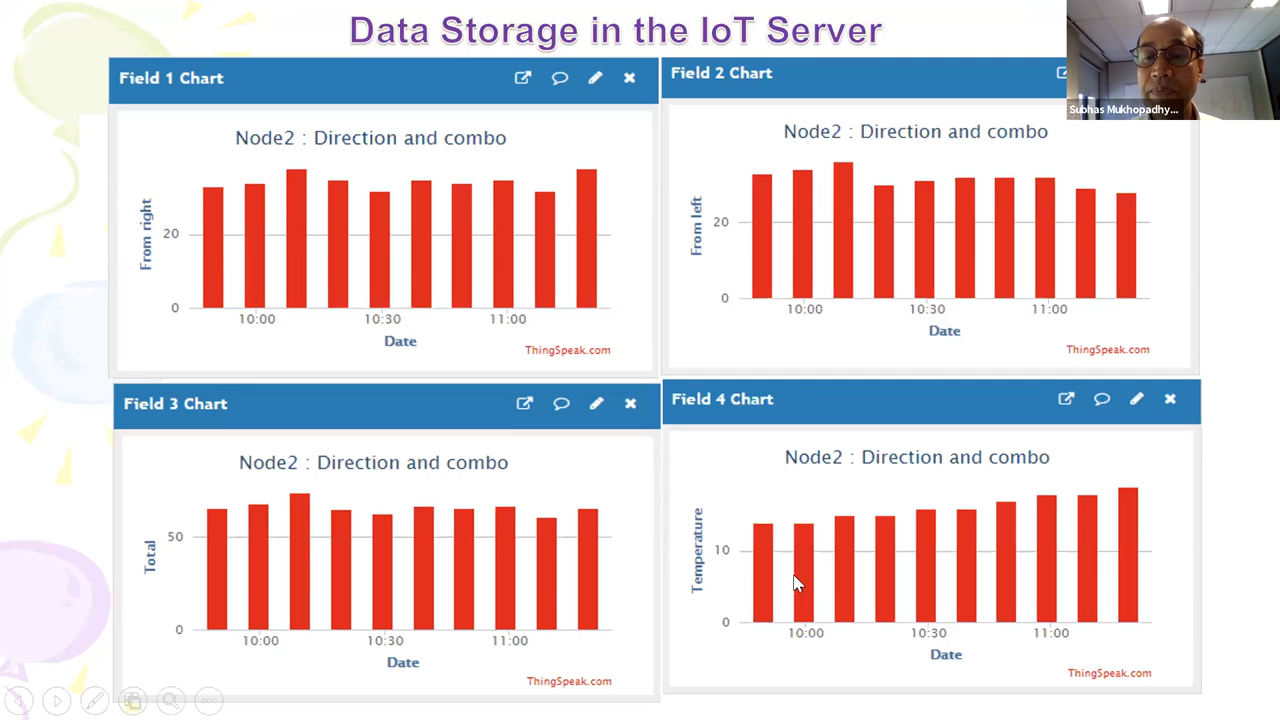 Data Storage in the IoT Server
Subhas Mukhopadhy...
Field 1 Chart
Node2 : Direction and combo
From right
20
0
10:00 10:30 11:00
Date
ThingSpeak.com
Field 2 Chart
Node2 : Direction and combo
From left
20
0
10:00 10:30 11:00
Date
ThingSpeak.com
Field 3 Chart
Node2 : Direction and combo
Total
50
0
10:00 10:30 11:00
Date
ThingSpeak.com
Field 4 Chart
Node2 : Direction and combo
Temperature
10
0
10:00 10:30 11:00
Date
ThingSpeak.com